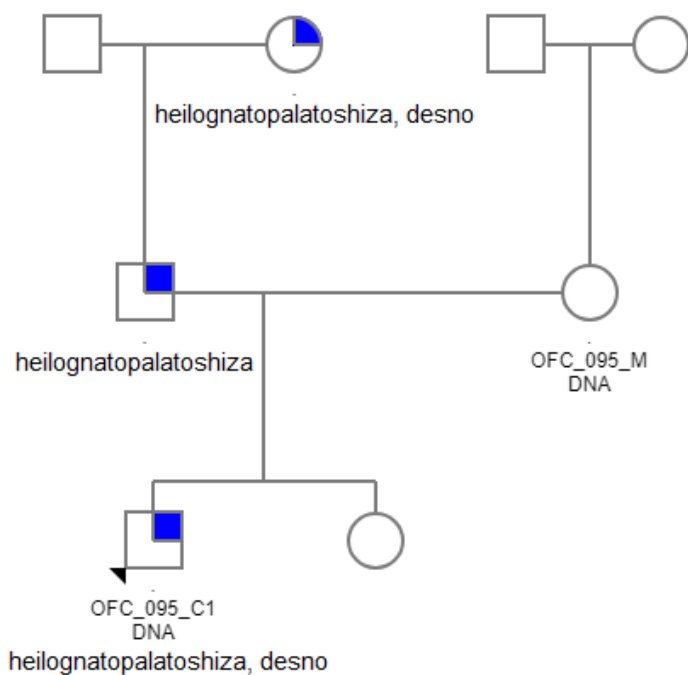 heilognatopalatoshiza, desno
heilognatopalatoshiza
OFC_095_M
DNA
OFC_095_C1
DNA
heilognatopalatoshiza, desno